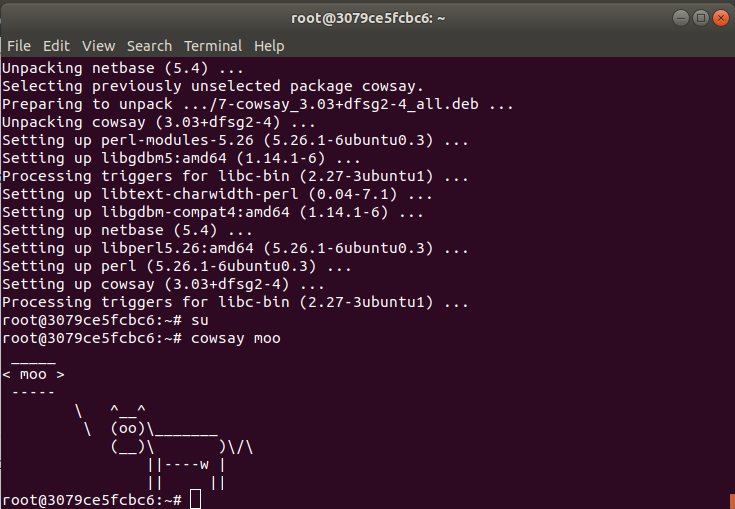 root@3079ce5fcbc6: ~
File Edit View Search Terminal Help
Unpacking netbase (5.4) ...
Selecting previously unselected package cowsay.
Preparing to unpack .../7-cowsay_3.03+dfsg2-4_all.deb ...
Unpacking cowsay (3.03+dfsg2-4) ...
Setting up perl-modules-5.26 (5.26.1-6ubuntu0.3) ...
Setting up libgdbm5:amd64 (1.14.1-6) ...
Processing triggers for libc-bin (2.27-3ubuntu1) ...
Setting up libtext-charwidth-perl (0.04-7.1) ...
Setting up libgdbm-compat4:amd64 (1.14.1-6) ...
Setting up netbase (5.4) ...
Setting up libperl5.26:amd64 (5.26.1-6ubuntu0.3) ...
Setting up perl (5.26.1-6ubuntu0.3) ...
Setting up cowsay (3.03+dfsg2-4) ...
Processing triggers for libc-bin (2.27-3ubuntu1) ...
root@3079ce5fcbc6:~# su
root@3079ce5fcbc6:~# cowsay moo
 _____
< moo >
 -----
        \   ^__^
         \  (oo)\_______
            (__)\       )\/\
                ||----w |
                ||     ||
root@3079ce5fcbc6:~#